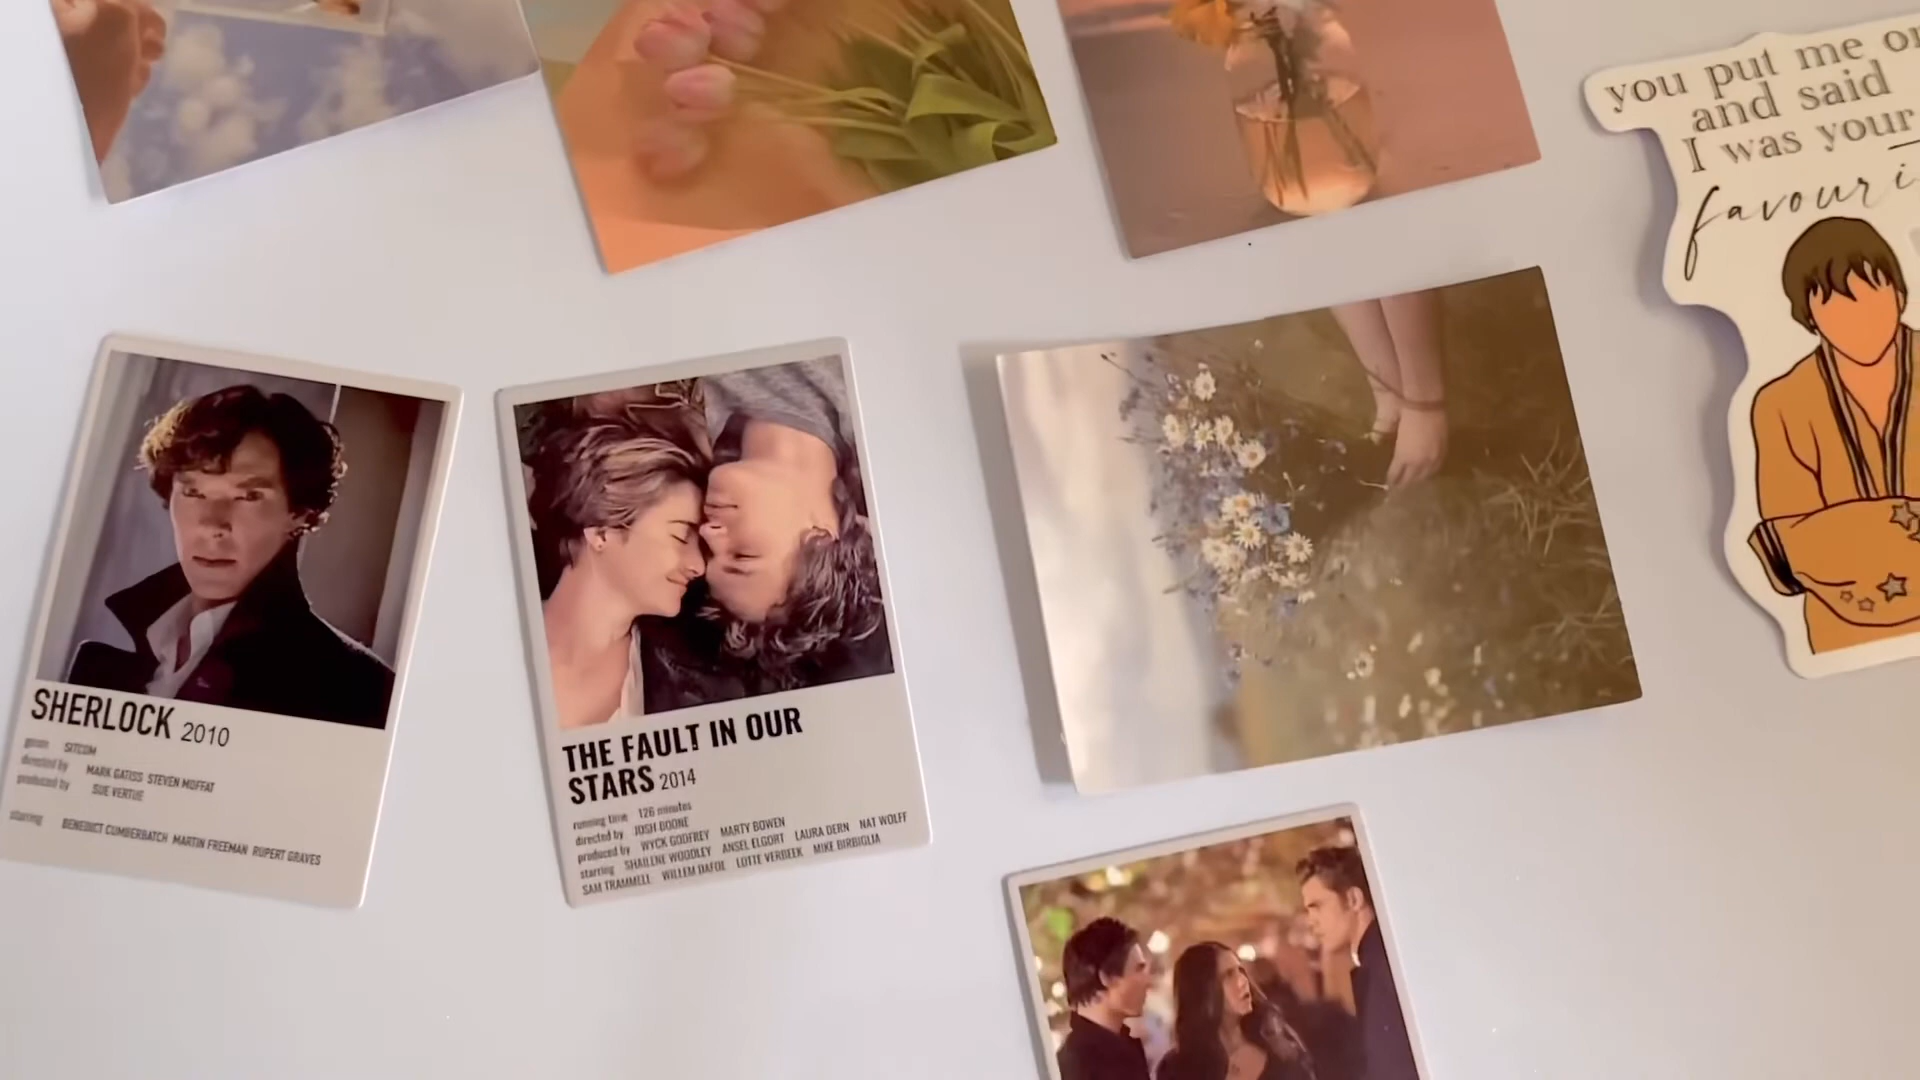 you put me on
and said
I was your
favouri
SHERLOCK 2010
genre SITCOM
directed by MARK GATISS STEVEN MOFFAT
produced by SUE VERTUE
starring BENEDICT CUMBERBATCH MARTIN FREEMAN RUPERT GRAVES
THE FAULT IN OUR
STARS 2014
running time 126 minutes
directed by JOSH BOONE
produced by WYCK GODFREY MARTY BOWEN
starring SHAILENE WOODLEY ANSEL ELGORT LAURA DERN NAT WOLFF
SAM TRAMMELL WILLEM DAFOE LOTTE VERBEEK MIKE BIRBIGLIA